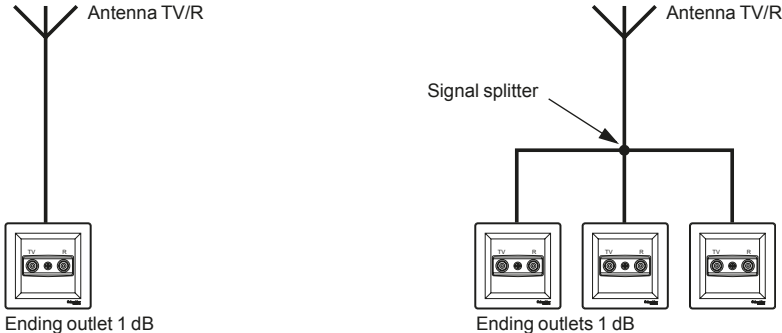 Antenna TV/R
Antenna TV/R
Signal splitter
TV R
TV R
TV R
TV R
Ending outlet 1 dB
Ending outlets 1 dB